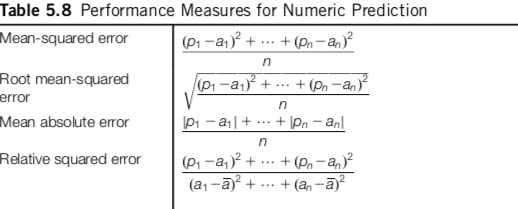 Table 5.8 Performance Measures for Numeric Prediction
Mean-squared error
(p₁−a₁)² + ⋯ + (pₙ−aₙ)²
n
Root mean-squared
error
√(p₁−a₁)² + ⋯ + (pₙ−aₙ)²
n
Mean absolute error
|p₁ − a₁| + ⋯ + |pₙ − aₙ|
n
Relative squared error
(p₁−a₁)² + ⋯ + (pₙ−aₙ)²
(a₁−a̅)² + ⋯ + (aₙ−a̅)²